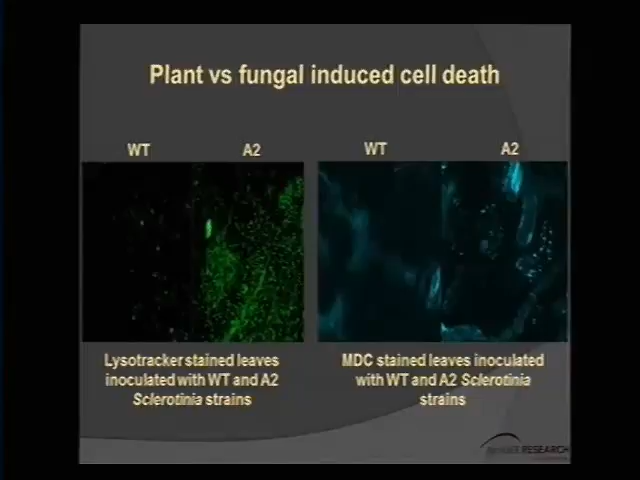 Plant vs fungal induced cell death
WT
A2
WT
A2
Lysotracker stained leaves
inoculated with WT and A2
Sclerotinia strains
MDC stained leaves inoculated
with WT and A2 Sclerotinia
strains
RESEARCH